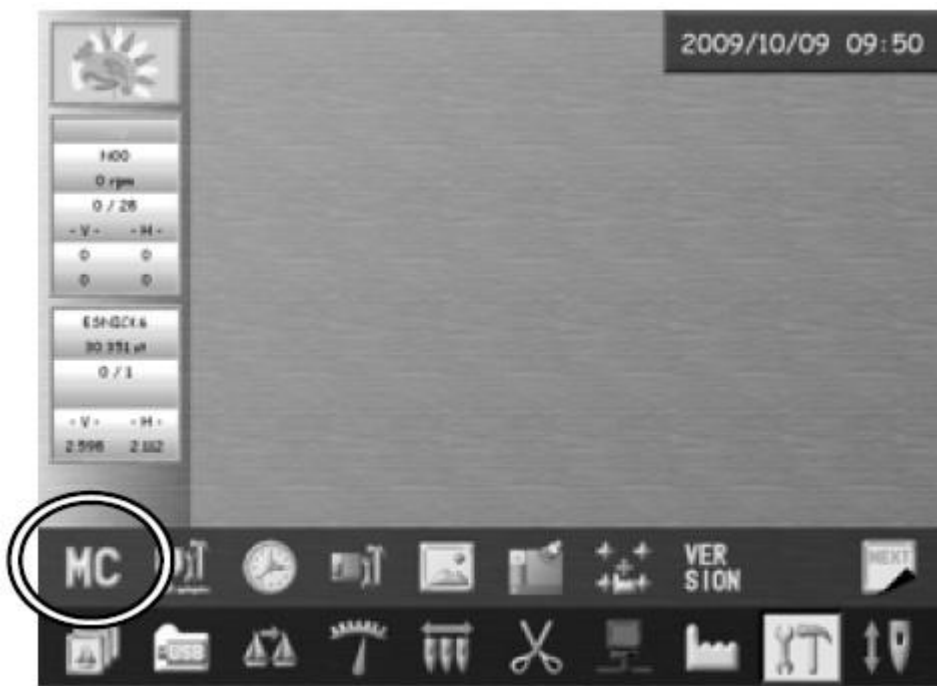 2009/10/09 09:50
N00
0 rpm
0 / 28
- V - - H -
0 0
0 0
0 / 1
- V - - H -
MC
VER
SION
NEXT
USB